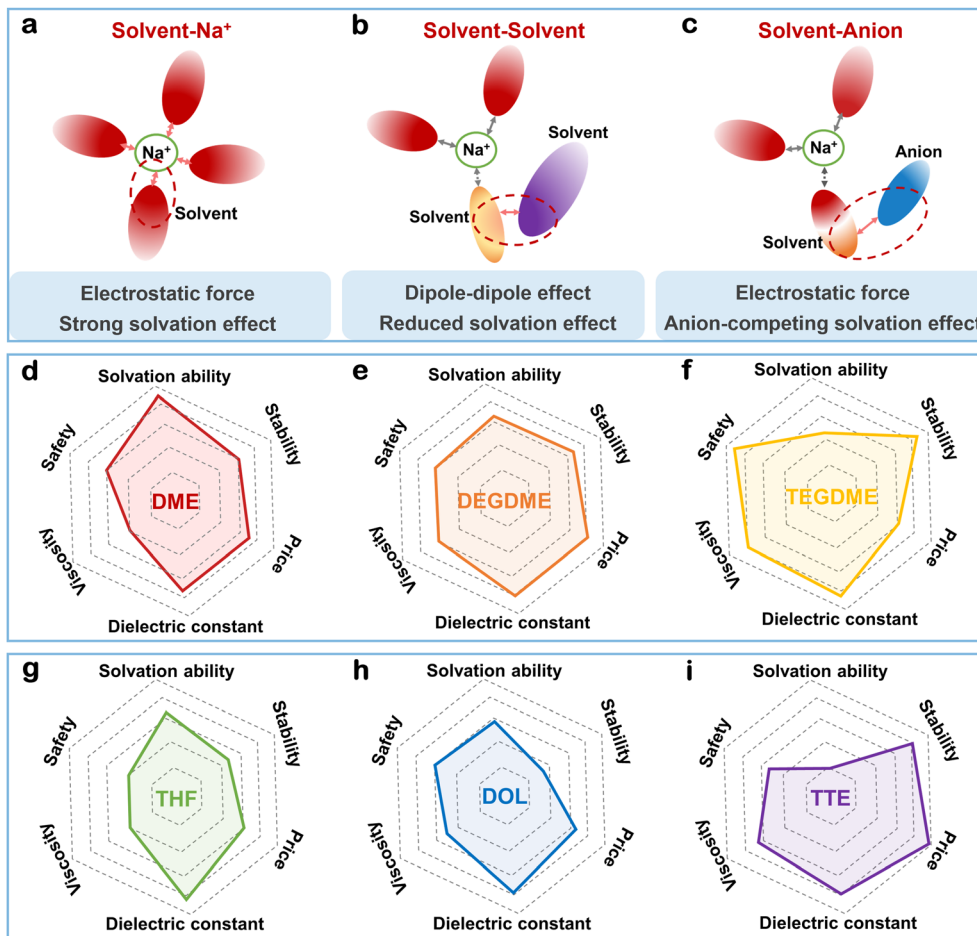 a
Solvent-Na⁺
Na⁺
Solvent
Electrostatic force
Strong solvation effect
b
Solvent-Solvent
Solvent
Na⁺
Solvent
Dipole-dipole effect
Reduced solvation effect
c
Solvent-Anion
Na⁺
Anion
Solvent
Electrostatic force
Anion-competing solvation effect
d
Solvation ability
Safety
Stability
DME
Viscosity
Price
Dielectric constant
e
Solvation ability
Safety
Stability
DEGDME
Viscosity
Price
Dielectric constant
f
Solvation ability
Safety
Stability
TEGDME
Viscosity
Price
Dielectric constant
g
Solvation ability
Safety
Stability
THF
Viscosity
Price
Dielectric constant
h
Solvation ability
Safety
Stability
DOL
Viscosity
Price
Dielectric constant
i
Solvation ability
Safety
Stability
TTE
Viscosity
Price
Dielectric constant